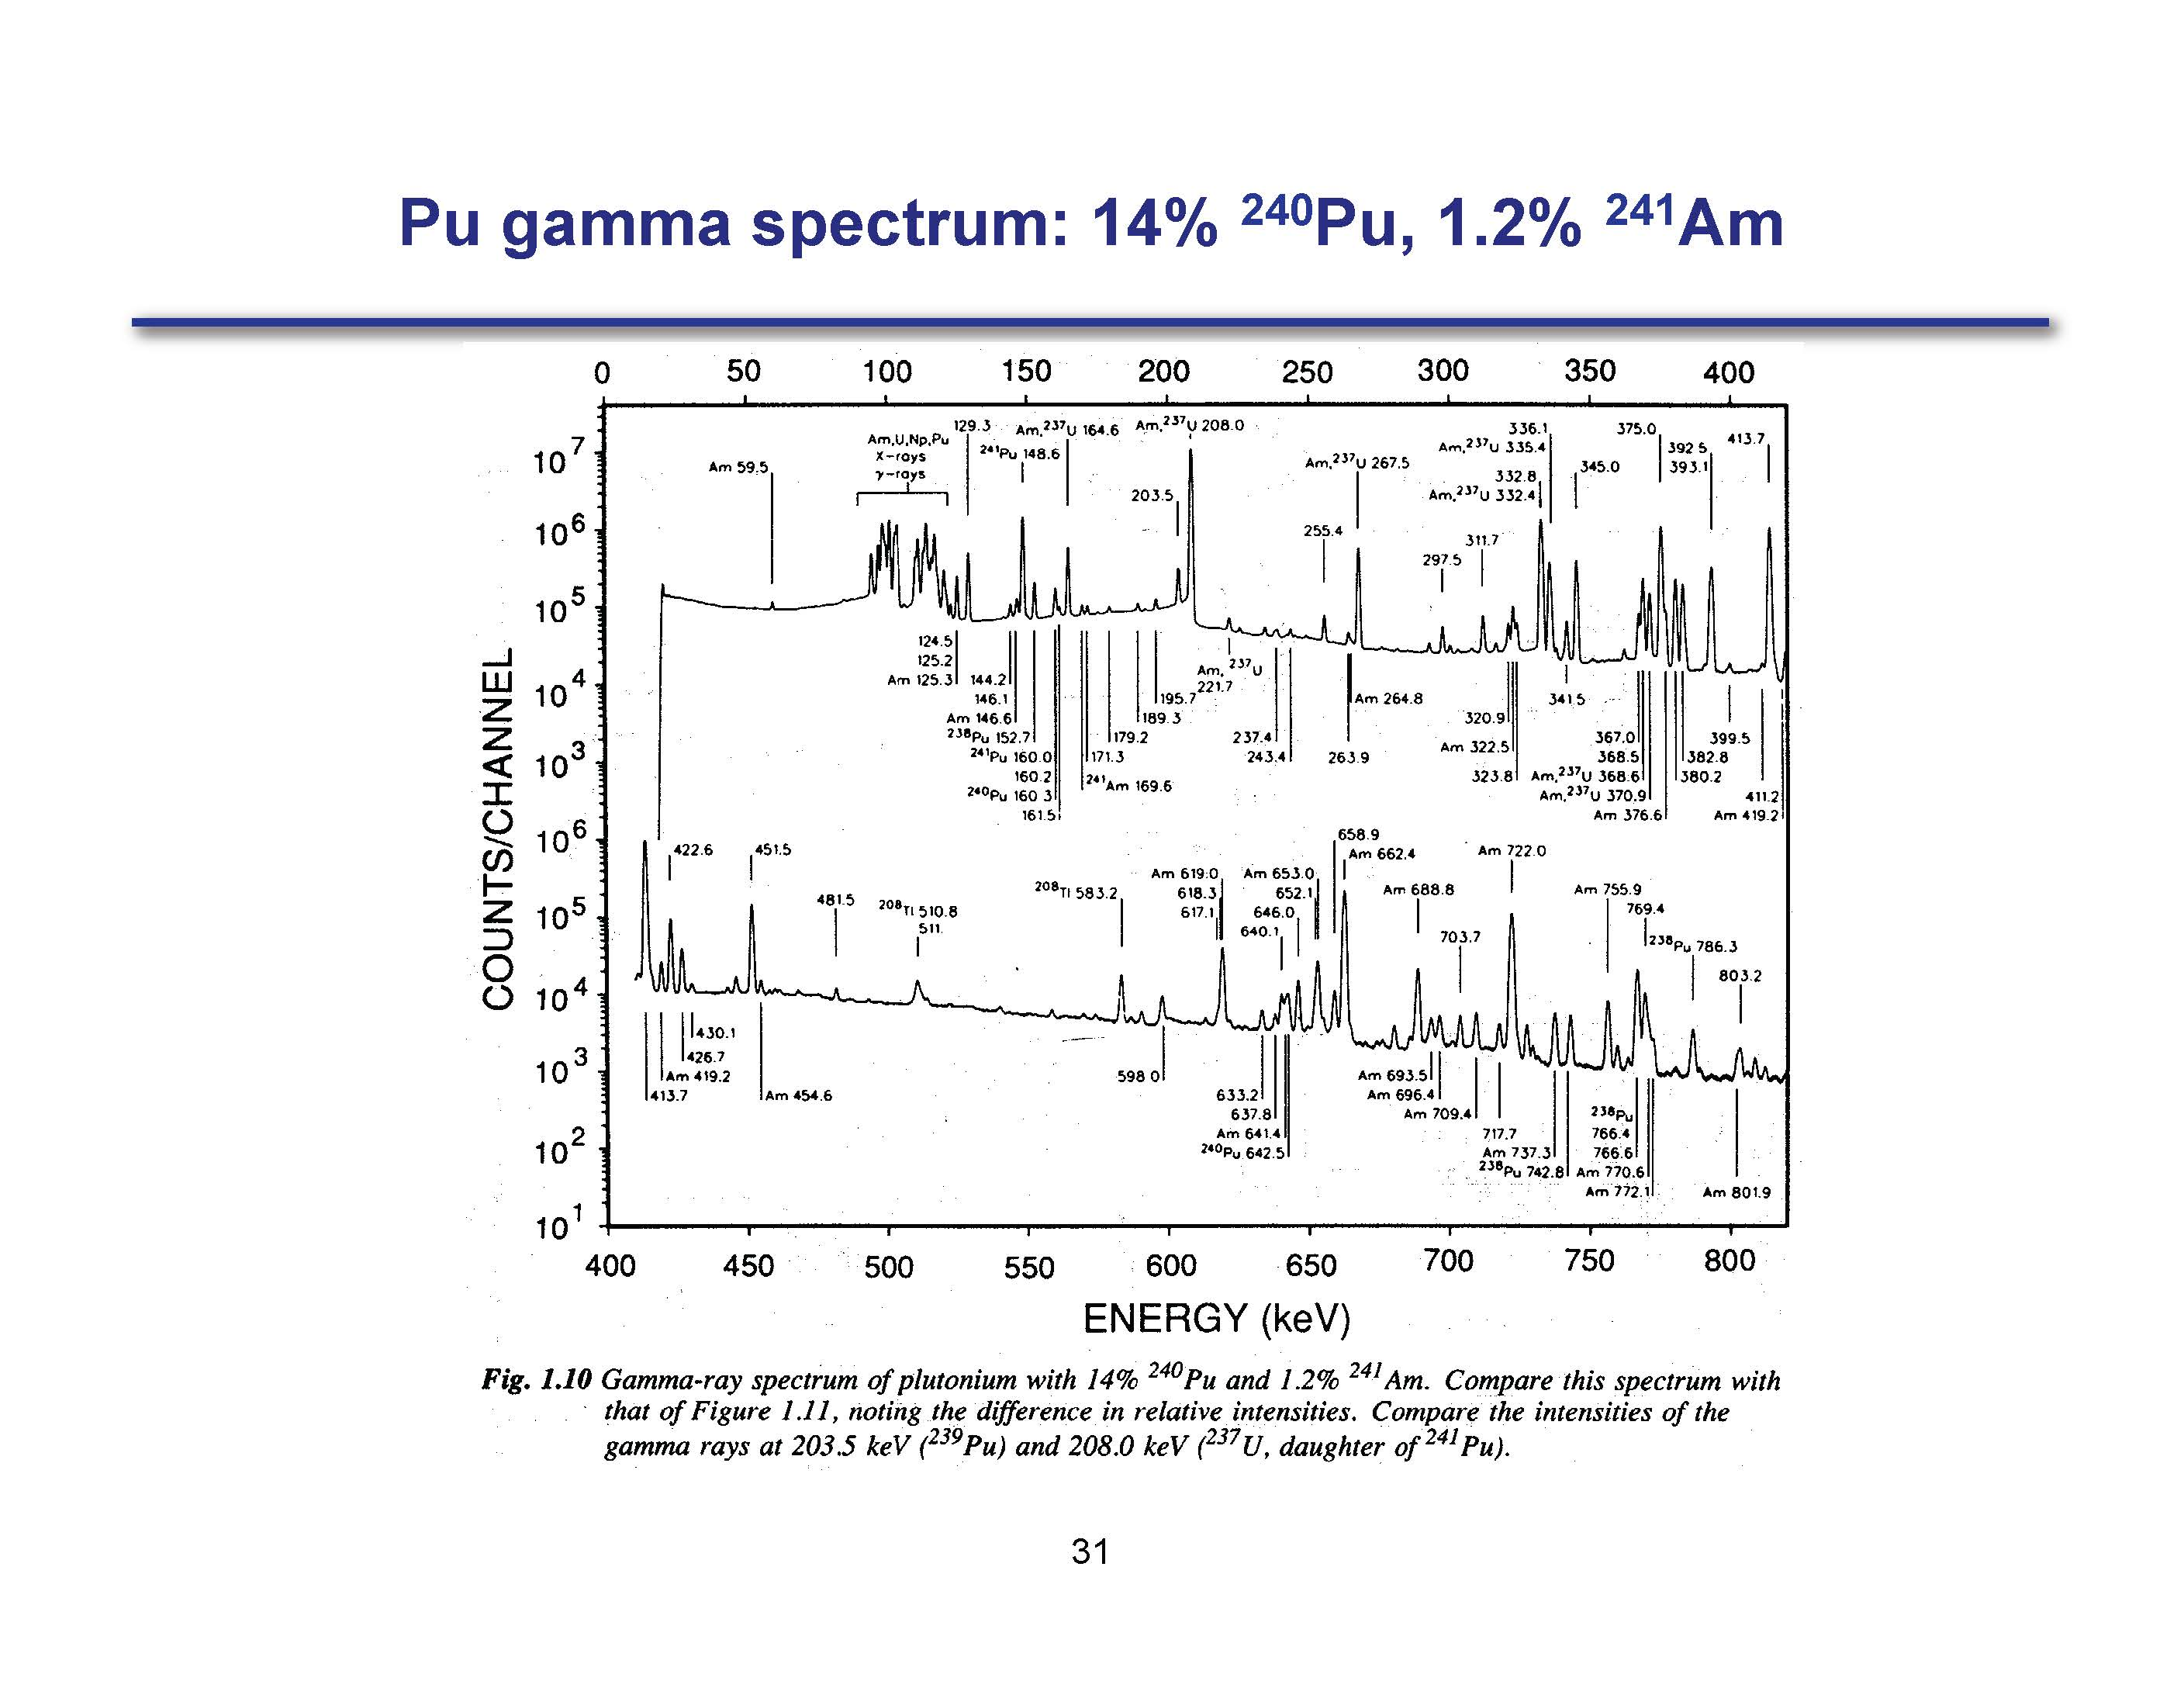 Pu gamma spectrum: 14% ²⁴⁰Pu, 1.2% ²⁴¹Am
0 50 100 150 200 250 300 350 400
COUNTS/CHANNEL
10⁷
10⁶
10⁵
10⁴
10³
10⁶
10⁵
10⁴
10³
10²
10¹
Am 59.5
Am,U,Np,Pu
X-rays
γ-rays
129.3
²⁴¹Pu 148.6
Am,²³⁷U 164.6
203.5
Am,²³⁷U 208.0
255.4
Am,²³⁷U 267.5
297.5
311.7
336.1
Am,²³⁷U 335.4
332.8
Am,²³⁷U 332.4
345.0
375.0
392.5
393.1
413.7
124.5
125.2
Am 125.3
144.2
146.1
Am 146.6
²³⁸Pu 152.7
²⁴¹Pu 160.0
160.2
²⁴⁰Pu 160.3
161.5
²⁴¹Am 169.6
171.3
179.2
189.3
195.7
Am, ²³⁷U
221.7
237.4
243.4
263.9
Am 264.8
320.9
Am 322.5
323.8
341.5
367.0
368.5
Am,²³⁷U 368.6
Am,²³⁷U 370.9
Am 376.6
380.2
382.8
399.5
411.2
Am 419.2
422.6
451.5
481.5
²⁰⁸Tl 510.8
511.
²⁰⁸Tl 583.2
Am 619.0
618.3
617.1
Am 653.0
652.1
646.0
640.1
658.9
Am 662.4
Am 688.8
703.7
Am 722.0
Am 755.9
769.4
²³⁸Pu 786.3
803.2
430.1
426.7
Am 419.2
413.7
Am 454.6
598.0
633.2
637.8
Am 641.4
²⁴⁰Pu 642.5
Am 693.5
Am 696.4
Am 709.4
717.7
Am 737.3
²³⁸Pu 742.8
²³⁸Pu
766.4
766.6
Am 770.6
Am 772.1
Am 801.9
400 450 500 550 600 650 700 750 800
ENERGY (keV)
Fig. 1.10 Gamma-ray spectrum of plutonium with 14% ²⁴⁰Pu and 1.2% ²⁴¹Am. Compare this spectrum with
that of Figure 1.11, noting the difference in relative intensities. Compare the intensities of the
gamma rays at 203.5 keV (²³⁹Pu) and 208.0 keV (²³⁷U, daughter of ²⁴¹Pu).
31